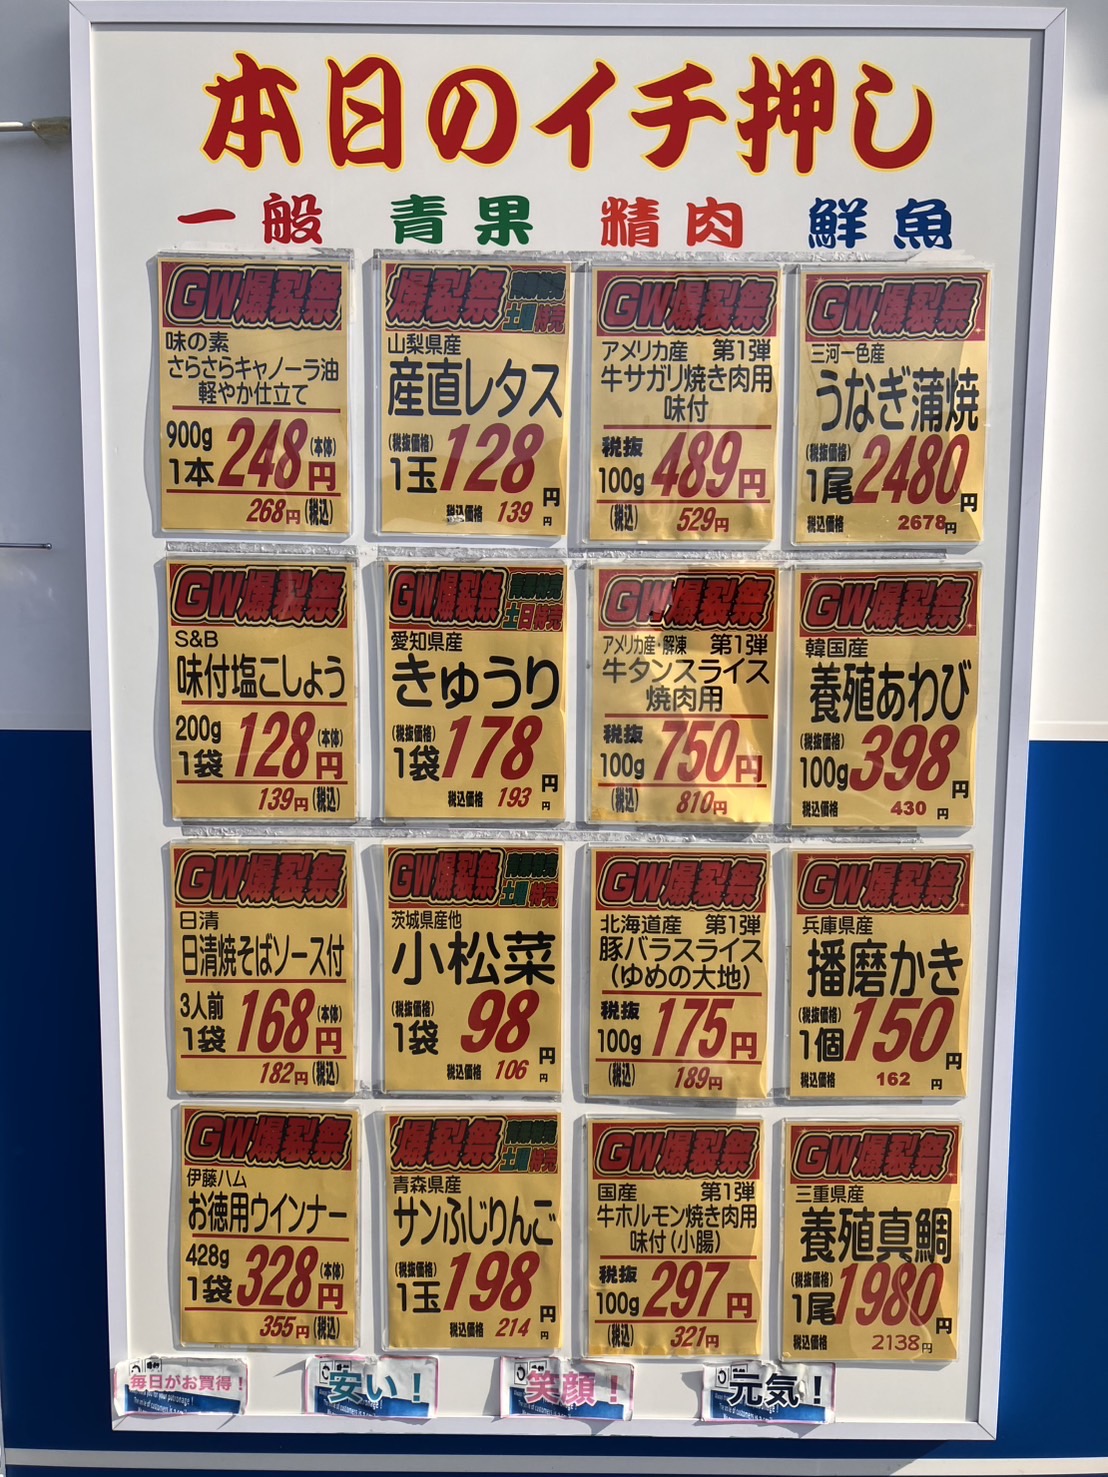 本日のイチ押し
一般 青果 精肉 鮮魚
GW爆裂祭
味の素
さらさらキャノーラ油
軽やか仕立て
900g
1本 248円 (本体)
268円(税込)
爆裂祭 青果物売 土曜特売
山梨県産
産直レタス
(税抜価格)
1玉 128円
税込価格 139円
GW爆裂祭
アメリカ産 第1弾
牛サガリ焼き肉用
味付
税抜
100g 489円
(税込) 529円
GW爆裂祭
三河一色産
うなぎ蒲焼
(税抜価格)
1尾 2480円
税込価格 2678円
GW爆裂祭
S&B
味付塩こしょう
200g
1袋 128円 (本体)
139円(税込)
GW爆裂祭 土日特売
愛知県産
きゅうり
(税抜価格)
1袋 178円
税込価格 193円
GW爆裂祭
アメリカ産・解凍 第1弾
牛タンスライス
焼肉用
税抜
100g 750円
(税込) 810円
GW爆裂祭
韓国産
養殖あわび
(税抜価格)
100g 398円
税込価格 430円
GW爆裂祭
日清
日清焼そばソース付
3人前
1袋 168円 (本体)
182円(税込)
GW爆裂祭 土曜特売
茨城県産他
小松菜
(税抜価格)
1袋 98円
税込価格 106円
GW爆裂祭
北海道産 第1弾
豚バラスライス
(ゆめの大地)
税抜
100g 175円
(税込) 189円
GW爆裂祭
兵庫県産
播磨かき
(税抜価格)
1個 150円
税込価格 162円
GW爆裂祭
伊藤ハム
お徳用ウインナー
428g
1袋 328円 (本体)
355円(税込)
爆裂祭 土曜特売
青森県産
サンふじりんご
(税抜価格)
1玉 198円
税込価格 214円
GW爆裂祭
国産 第1弾
牛ホルモン焼き肉用
味付(小腸)
税抜
100g 297円
(税込) 321円
GW爆裂祭
三重県産
養殖真鯛
(税抜価格)
1尾 1980円
税込価格 2138円
毎日がお買得！ 安い！ 笑顔！ 元気！